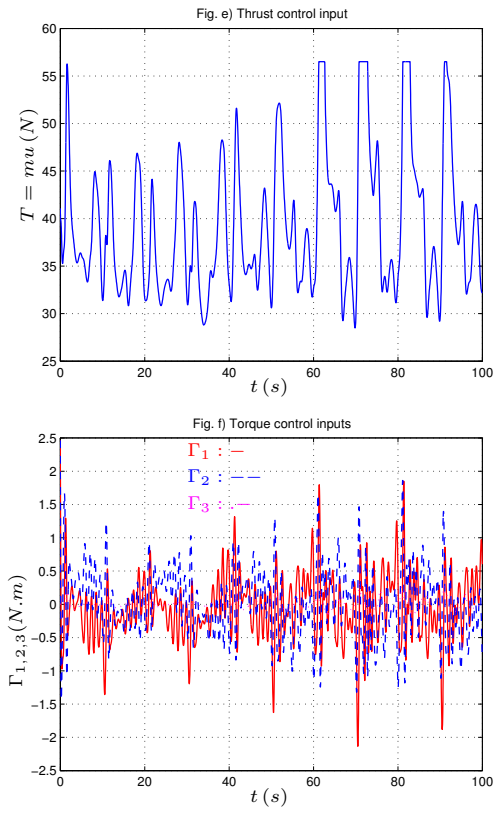 Fig. e) Thrust control input
60
55
50
45
40
35
30
25
T = mu (N)
0 20 40 60 80 100
t (s)
Fig. f) Torque control inputs
2.5
2
1.5
1
0.5
0
−0.5
−1
−1.5
−2
−2.5
Γ1,2,3(N.m)
Γ1 : −
Γ2 : −−
Γ3 : .−
0 20 40 60 80 100
t (s)